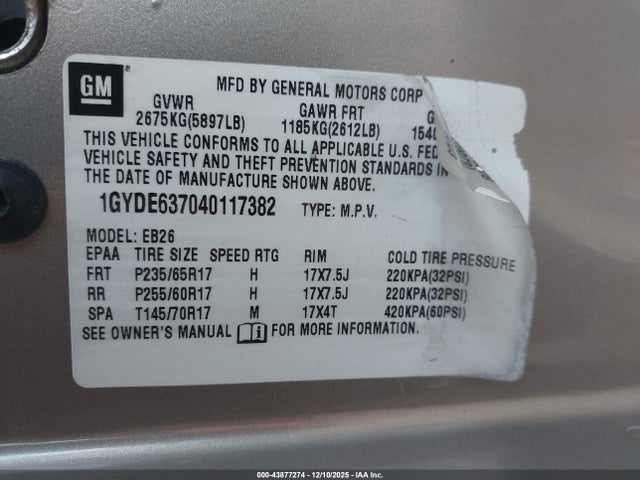 GM
MFD BY GENERAL MOTORS CORP
GVWR GAWR FRT G
2675KG(5897LB) 1185KG(2612LB) 1540
THIS VEHICLE CONFORMS TO ALL APPLICABLE U.S. FED
VEHICLE SAFETY AND THEFT PREVENTION STANDARDS IN
THE DATE OF MANUFACTURE SHOWN ABOVE.
1GYDE637040117382 TYPE: M.P.V.
MODEL: EB26
EPAA TIRE SIZE SPEED RTG RIM COLD TIRE PRESSURE
FRT P235/65R17 H 17X7.5J 220KPA(32PSI)
RR P255/60R17 H 17X7.5J 220KPA(32PSI)
SPA T145/70R17 M 17X4T 420KPA(60PSI)
SEE OWNER'S MANUAL FOR MORE INFORMATION.
000-43877274 - 12/10/2025 - IAA Inc.